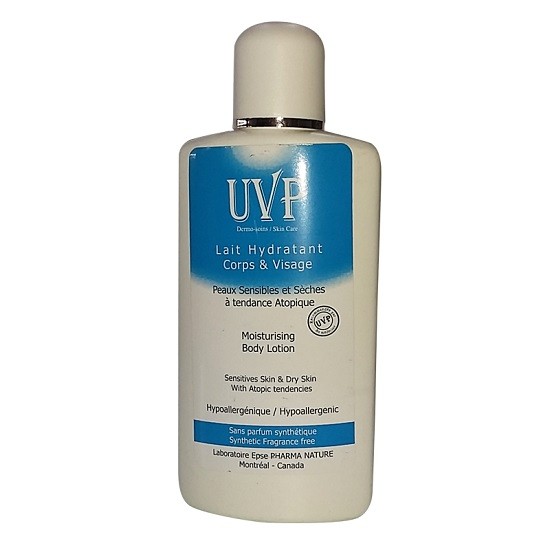 UVP
Dermo-soins / Skin Care
Lait Hydratant
Corps & Visage
Peaux Sensibles et Sèches
à tendance Atopique
UVP
Moisturising
Body Lotion
Sensitives Skin & Dry Skin
With Atopic tendencies
Hypoallergénique / Hypoallergenic
Sans parfum synthétique
Synthetic Fragrance free
Laboratoire Epse PHARMA NATURE
Montréal - Canada